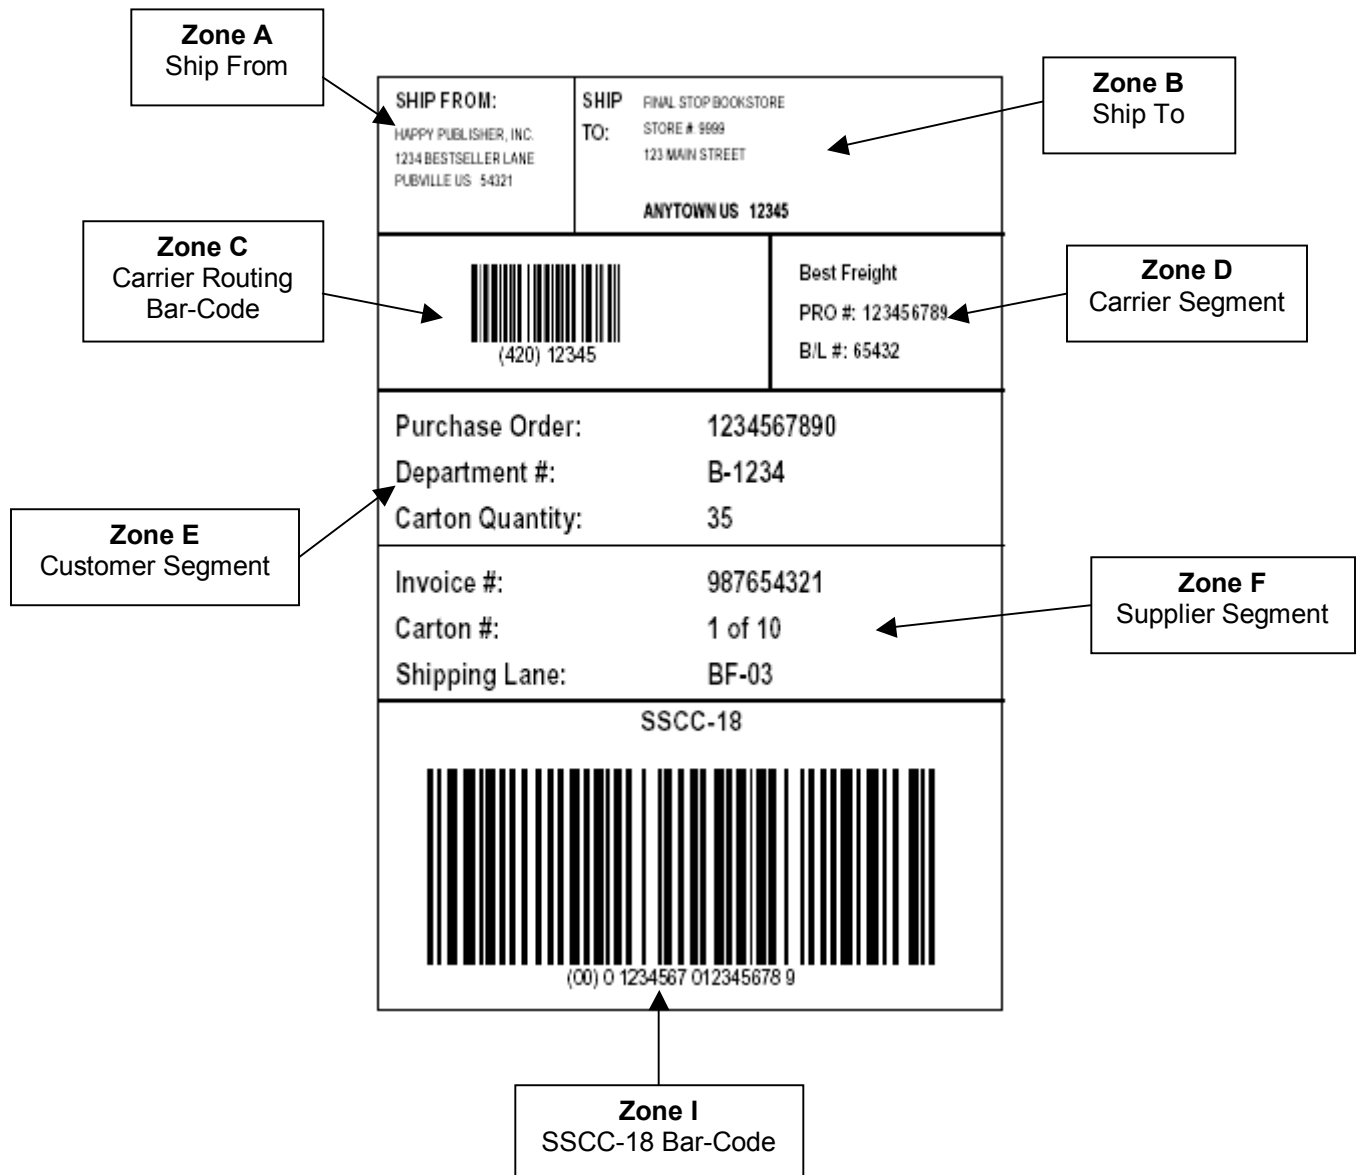 Zone A
Ship From
Zone B
Ship To
SHIP FROM:
HAPPY PUBLISHER, INC.
1234 BESTSELLER LANE
PUBVILLE US 54321
SHIP TO:
FINAL STOP BOOKSTORE
STORE #: 9999
123 MAIN STREET
ANYTOWN US 12345
Zone C
Carrier Routing
Bar-Code
(420) 12345
Best Freight
PRO #: 123456789
B/L #: 65432
Zone D
Carrier Segment
Purchase Order: 1234567890
Department #: B-1234
Carton Quantity: 35
Zone E
Customer Segment
Invoice #: 987654321
Carton #: 1 of 10
Shipping Lane: BF-03
Zone F
Supplier Segment
SSCC-18
(00) 0 1234567 012345678 9
Zone I
SSCC-18 Bar-Code